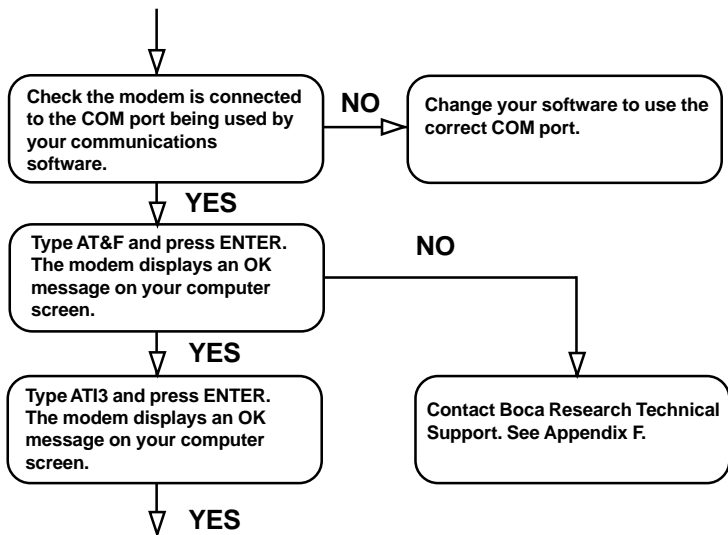 Check the modem is connected
to the COM port being used by
your communications
software.
NO
Change your software to use the
correct COM port.
YES
Type AT&F and press ENTER.
The modem displays an OK
message on your computer
screen.
NO
YES
Type ATI3 and press ENTER.
The modem displays an OK
message on your computer
screen.
Contact Boca Research Technical
Support. See Appendix F.
YES